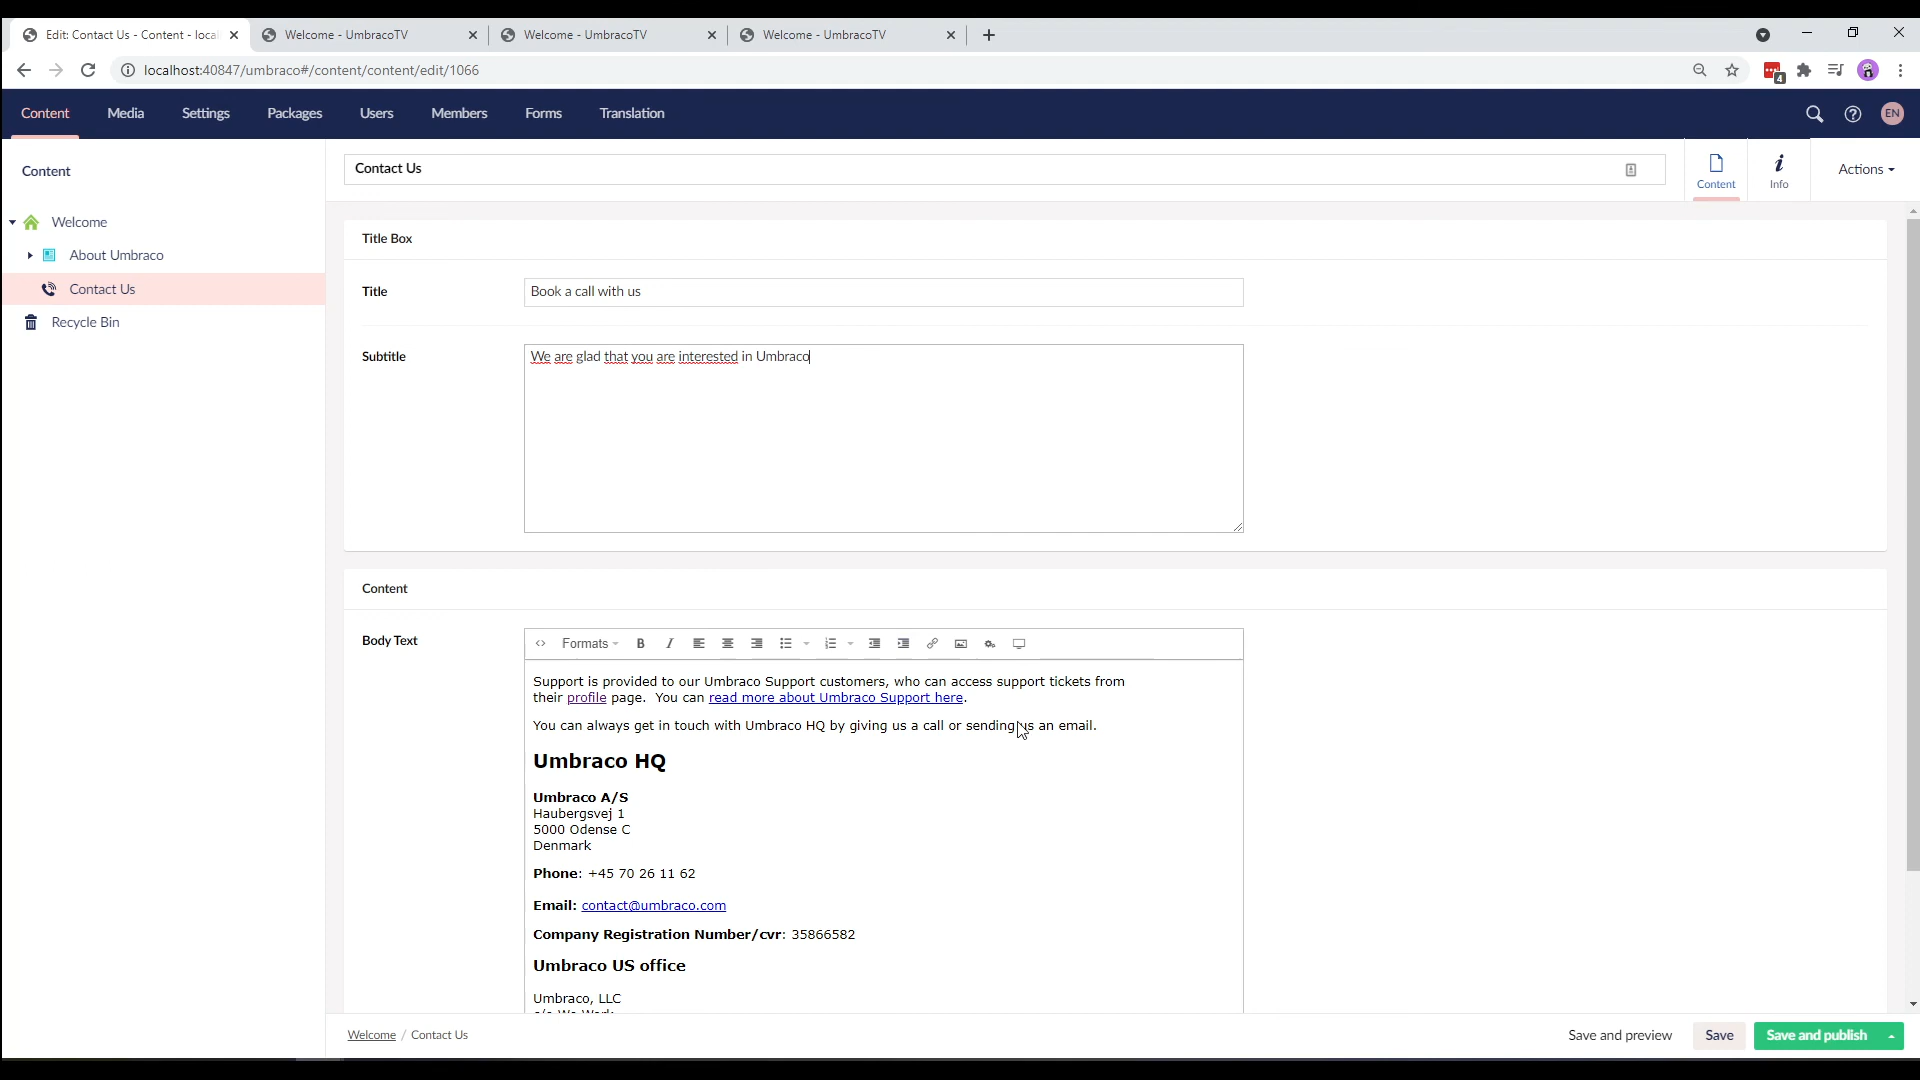 Edit: Contact Us - Content - local
Welcome - UmbracoTV
Welcome - UmbracoTV
Welcome - UmbracoTV
localhost:40847/umbraco#/content/content/edit/1066
4
Content Media Settings Packages Users Members Forms Translation
EN
Content
Contact Us
Content
Info
Actions
Welcome
About Umbraco
Contact Us
Recycle Bin
Title Box
Title
Book a call with us
Subtitle
We are glad that you are interested in Umbraco
Content
Body Text
Formats
Support is provided to our Umbraco Support customers, who can access support tickets from
their profile page. You can read more about Umbraco Support here.
You can always get in touch with Umbraco HQ by giving us a call or sending us an email.
Umbraco HQ
Umbraco A/S
Haubergsvej 1
5000 Odense C
Denmark
Phone: +45 70 26 11 62
Email: contact@umbraco.com
Company Registration Number/cvr: 35866582
Umbraco US office
Umbraco, LLC
Welcome / Contact Us
Save and preview
Save
Save and publish